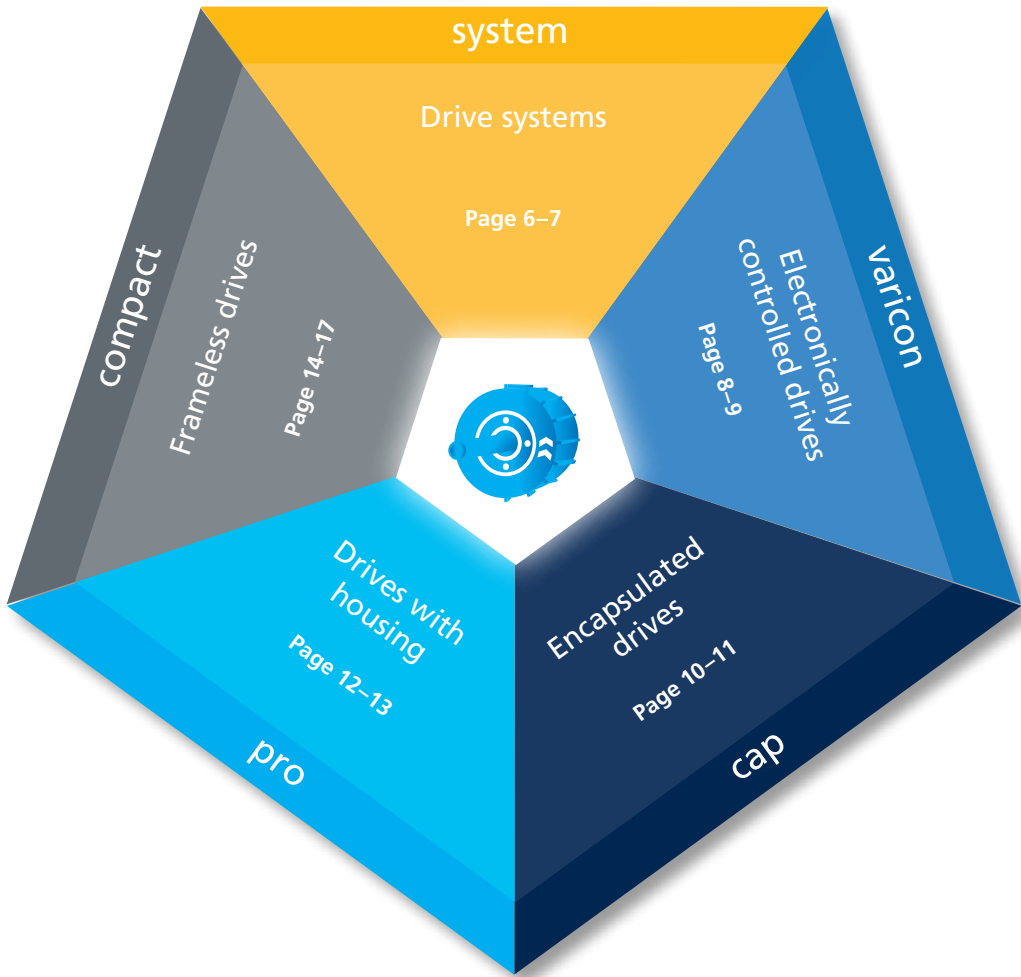 system
Drive systems
Page 6–7
varicon
Electronically
controlled drives
Page 8–9
cap
Encapsulated
drives
Page 10–11
pro
Drives with
housing
Page 12–13
compact
Frameless drives
Page 14–17